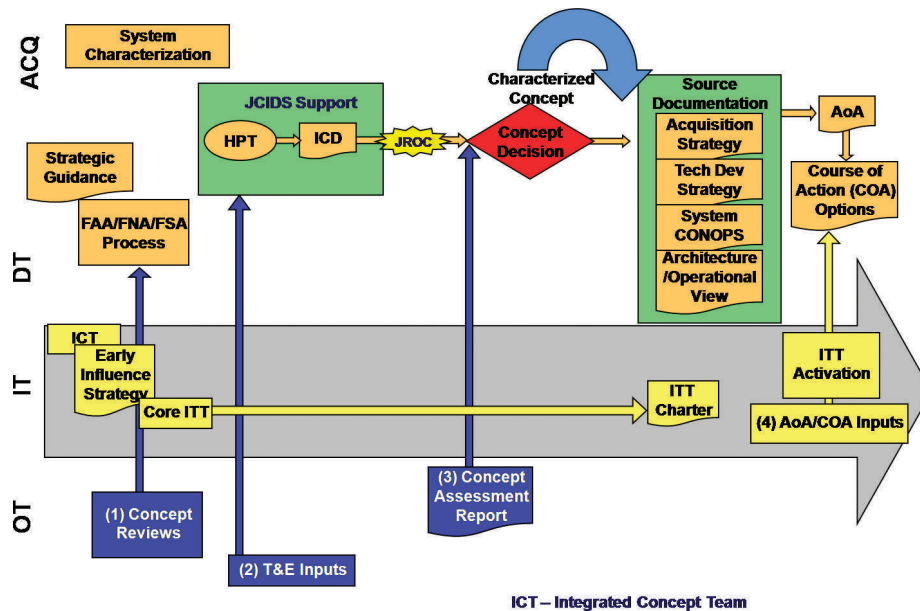 ACQ
System
Characterization
JCIDS Support
HPT
ICD
JROC
Characterized
Concept
Concept
Decision
Source
Documentation
Acquisition
Strategy
Tech Dev
Strategy
System
CONOPS
Architecture
/Operational
View
AoA
Course of
Action (COA)
Options
DT
Strategic
Guidance
FAA/FNA/FSA
Process
IT
ICT
Early
Influence
Strategy
Core ITT
ITT
Charter
ITT
Activation
(4) AoA/COA Inputs
OT
(1) Concept
Reviews
(2) T&E Inputs
(3) Concept
Assessment
Report
ICT – Integrated Concept Team